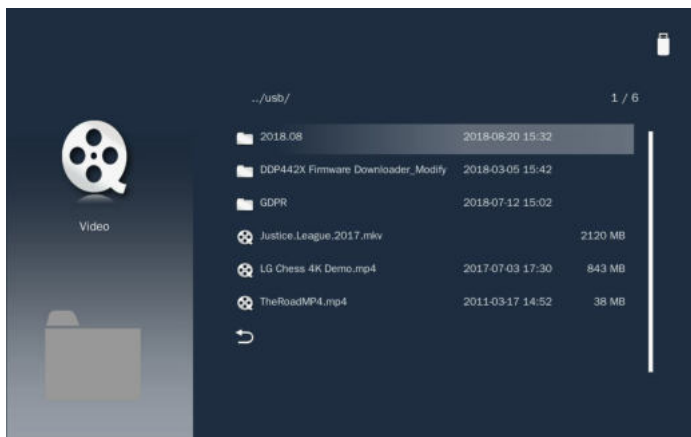 ../usb/ 1 / 6
2018.08 2018-08-20 15:32
DDP442X Firmware Downloader_Modify 2018-03-05 15:42
GDPR 2018-07-12 15:02
Video
Justice.League.2017.mkv 2120 MB
LG Chess 4K Demo.mp4 2017-07-03 17:30 843 MB
TheRoadMP4.mp4 2011-03-17 14:52 38 MB